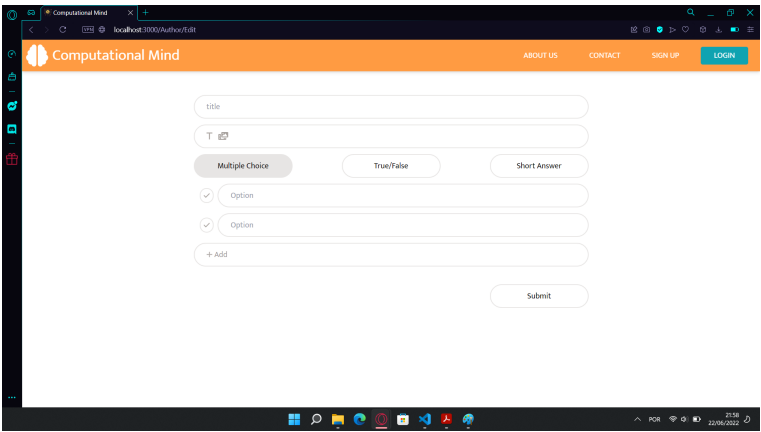 Computational Mind
VPN localhost:3000/Author/Edit
Computational Mind ABOUT US CONTACT SIGN UP LOGIN
title
T
Multiple Choice True/False Short Answer
Option
Option
+ Add
Submit
POR 21:58
22/06/2022